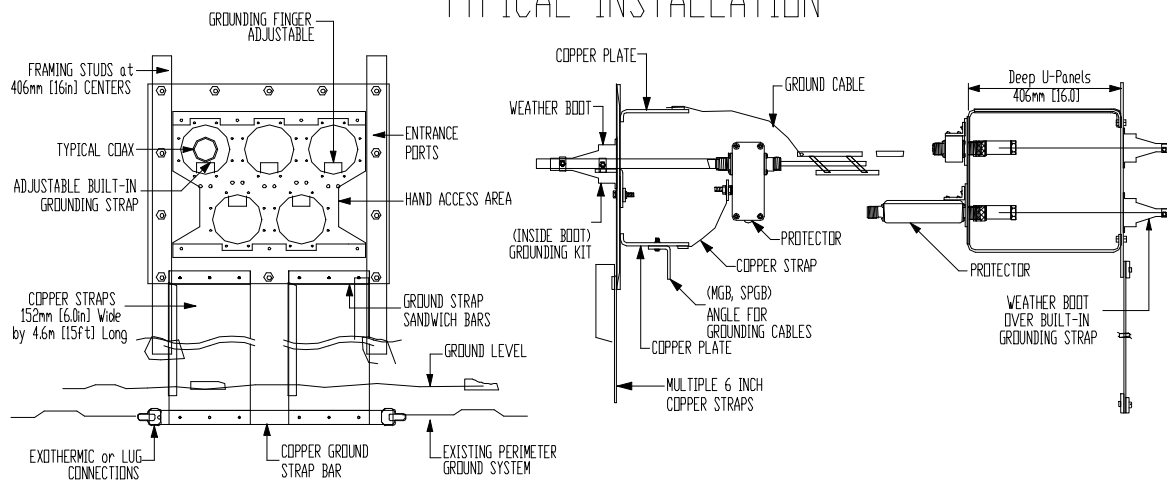 TYPICAL INSTALLATION
GROUNDING FINGER
ADJUSTABLE
FRAMING STUDS at
406mm [16in] CENTERS
TYPICAL COAX
ADJUSTABLE BUILT-IN
GROUNDING STRAP
ENTRANCE
PORTS
HAND ACCESS AREA
COPPER STRAPS
152mm [6.0in] Wide
by 4.6m [15ft] Long
GROUND STRAP
SANDWICH BARS
GROUND LEVEL
EXOTHERMIC or LUG
CONNECTIONS
COPPER GROUND
STRAP BAR
EXISTING PERIMETER
GROUND SYSTEM
COPPER PLATE
WEATHER BOOT
GROUND CABLE
(INSIDE BOOT)
GROUNDING KIT
PROTECTOR
COPPER STRAP
(MGB, SPGB)
ANGLE FOR
GROUNDING CABLES
COPPER PLATE
MULTIPLE 6 INCH
COPPER STRAPS
Deep U-Panels
406mm [16.0]
PROTECTOR
WEATHER BOOT
OVER BUILT-IN
GROUNDING STRAP